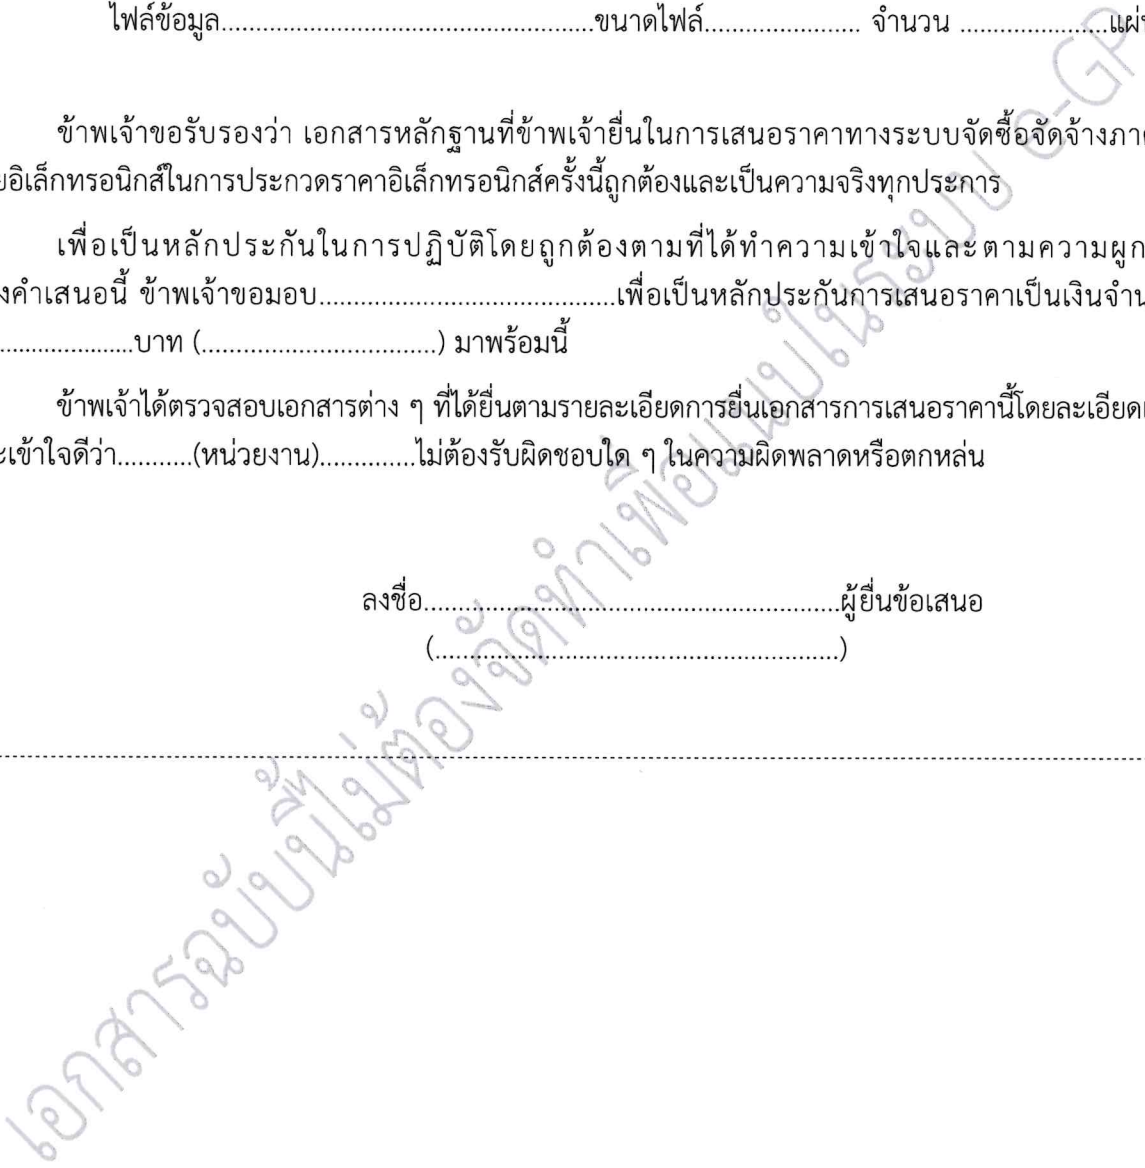 ไฟล์ข้อมูล........................................................ขนาดไฟล์....................... จำนวน ......................แผ่น
ข้าพเจ้าขอรับรองว่า เอกสารหลักฐานที่ข้าพเจ้ายื่นในการเสนอราคาทางระบบจัดซื้อจัดจ้างภาค
ยอิเล็กทรอนิกส์ในการประกวดราคาอิเล็กทรอนิกส์ครั้งนี้ถูกต้องและเป็นความจริงทุกประการ
เพื่อเป็นหลักประกันในการปฏิบัติโดยถูกต้องตามที่ได้ทำความเข้าใจและตามความผูก
งคำเสนอนี้ ข้าพเจ้าขอมอบ............................................เพื่อเป็นหลักประกันการเสนอราคาเป็นเงินจำน
.....................บาท (...................................) มาพร้อมนี้
ข้าพเจ้าได้ตรวจสอบเอกสารต่าง ๆ ที่ได้ยื่นตามรายละเอียดการยื่นเอกสารการเสนอราคานี้โดยละเอียด
ะเข้าใจดีว่า...........(หน่วยงาน)..............ไม่ต้องรับผิดชอบใด ๆ ในความผิดพลาดหรือตกหล่น
ลงชื่อ..............................................................ผู้ยื่นข้อเสนอ
(............................................................)
เอกสารฉบับนี้ไม่ต้องจัดทำเพื่อแนบในระบบ e-GP